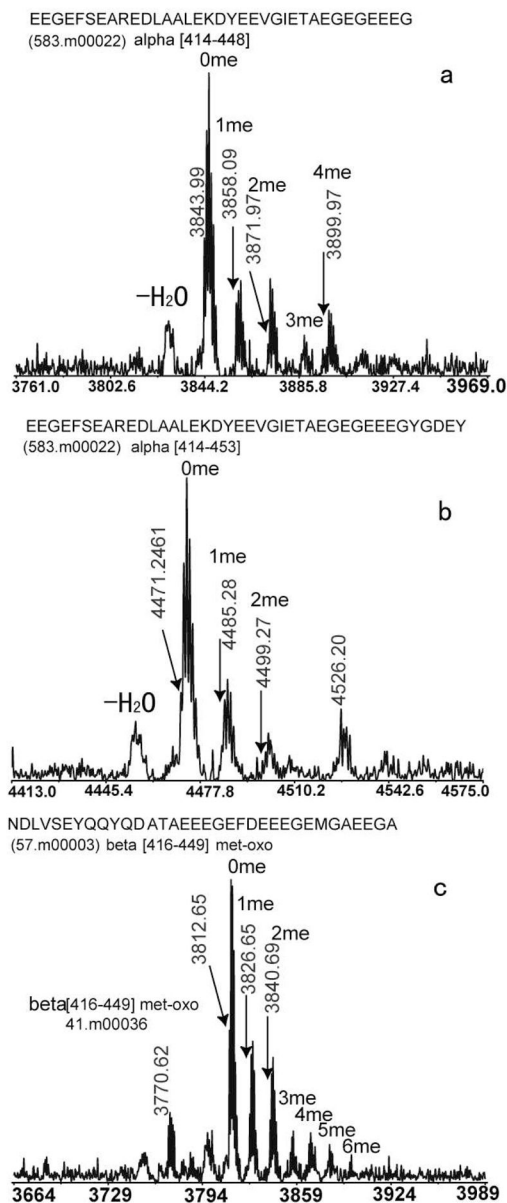 EEGEFSEAREDLAALEKDYEEVGIETAEGEGEEEG
(583.m00022) alpha [414-448]
0me
a
1me
3843.99
3858.09
2me
3871.97
4me
3899.97
3me
−H₂O
3761.0 3802.6 3844.2 3885.8 3927.4 3969.0
EEGEFSEAREDLAALEKDYEEVGIETAEGEGEEEGYGDEY
(583.m00022) alpha [414-453]
0me
b
4471.2461
1me
4485.28
2me
4499.27
4526.20
−H₂O
4413.0 4445.4 4477.8 4510.2 4542.6 4575.0
NDLVSEYQQYQDATAEEEGEFDEEEGEMGAEEGA
(57.m00003) beta [416-449] met-oxo
0me
c
1me
3812.65
2me
3826.65
3840.69
beta[416-449] met-oxo
41.m00036
3770.62
3me
4me
5me
6me
3664 3729 3794 3859 3924 3989